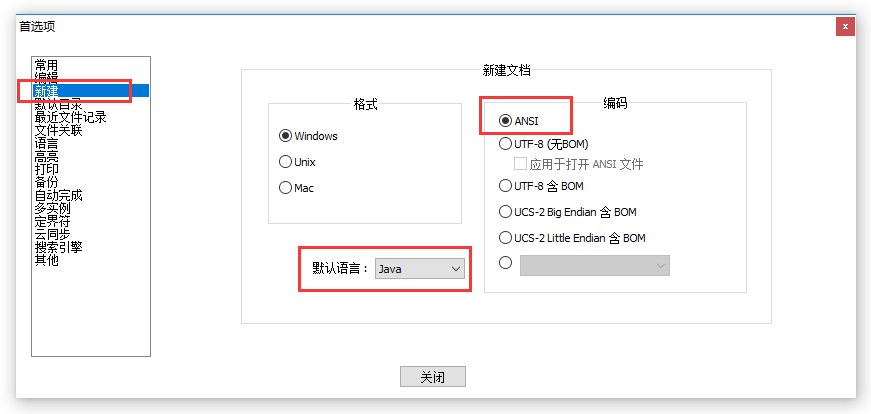 首选项
常用
编辑
新建
默认目录
最近文件记录
文件关联
语言
高亮
打印
备份
自动完成
多实例
定界符
云同步
搜索引擎
其他
新建文档
格式
Windows
Unix
Mac
默认语言：
Java
编码
ANSI
UTF-8 (无BOM)
应用于打开 ANSI 文件
UTF-8 含 BOM
UCS-2 Big Endian 含 BOM
UCS-2 Little Endian 含 BOM
关闭